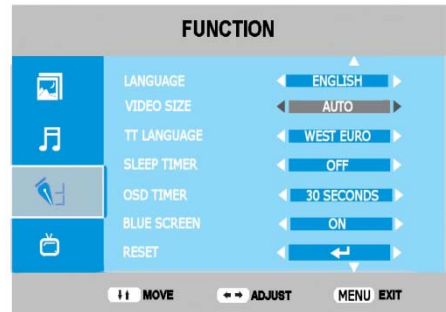 FUNCTION
LANGUAGE ENGLISH
VIDEO SIZE AUTO
TT LANGUAGE WEST EURO
SLEEP TIMER OFF
OSD TIMER 30 SECONDS
BLUE SCREEN ON
RESET
MOVE ADJUST MENU EXIT